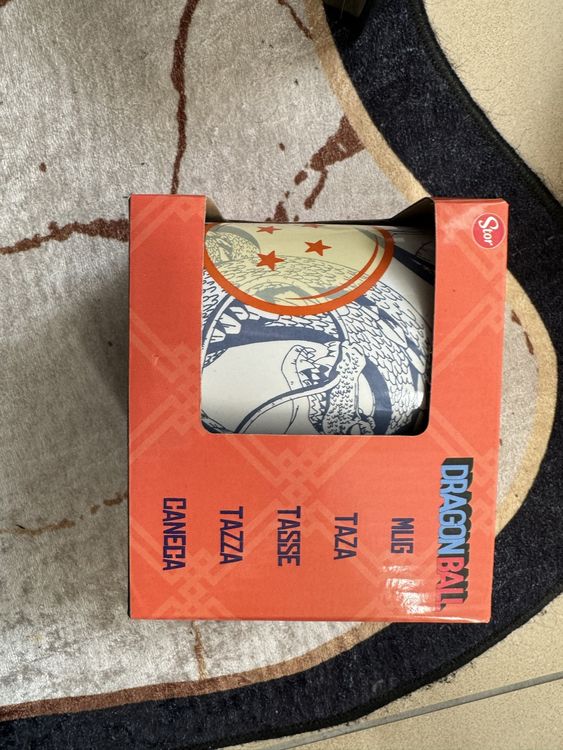 Stor
DRAGON BALL
MUG
TAZA
TASSE
TAZZA
CANECA